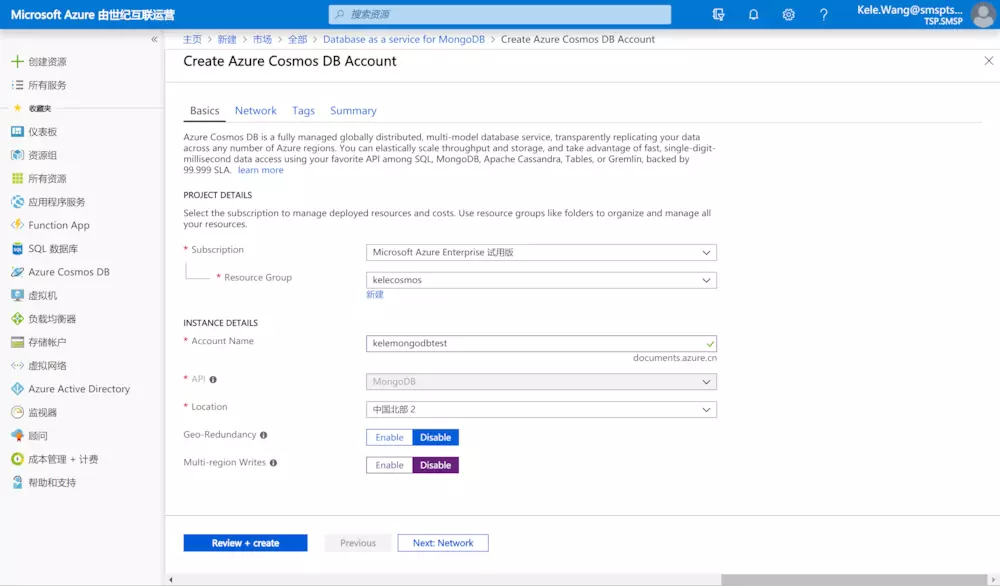 Microsoft Azure 由世纪互联运营
搜索资源
Kele.Wang@smspts...
TSP.SMSP
主页 > 新建 > 市场 > 全部 > Database as a service for MongoDB > Create Azure Cosmos DB Account
创建资源
所有服务
收藏夹
仪表板
资源组
所有资源
应用程序服务
Function App
SQL 数据库
Azure Cosmos DB
虚拟机
负载均衡器
存储帐户
虚拟网络
Azure Active Directory
监视器
顾问
成本管理 + 计费
帮助和支持
Create Azure Cosmos DB Account
Basics Network Tags Summary
Azure Cosmos DB is a fully managed globally distributed, multi-model database service, transparently replicating your data
across any number of Azure regions. You can elastically scale throughput and storage, and take advantage of fast, single-digit-
millisecond data access using your favorite API among SQL, MongoDB, Apache Cassandra, Tables, or Gremlin, backed by
99.999 SLA. learn more
PROJECT DETAILS
Select the subscription to manage deployed resources and costs. Use resource groups like folders to organize and manage all
your resources.
* Subscription Microsoft Azure Enterprise 试用版
* Resource Group kelecosmos
新建
INSTANCE DETAILS
* Account Name kelemongodbtest
documents.azure.cn
* API MongoDB
* Location 中国北部 2
Geo-Redundancy Enable Disable
Multi-region Writes Enable Disable
Review + create Previous Next: Network